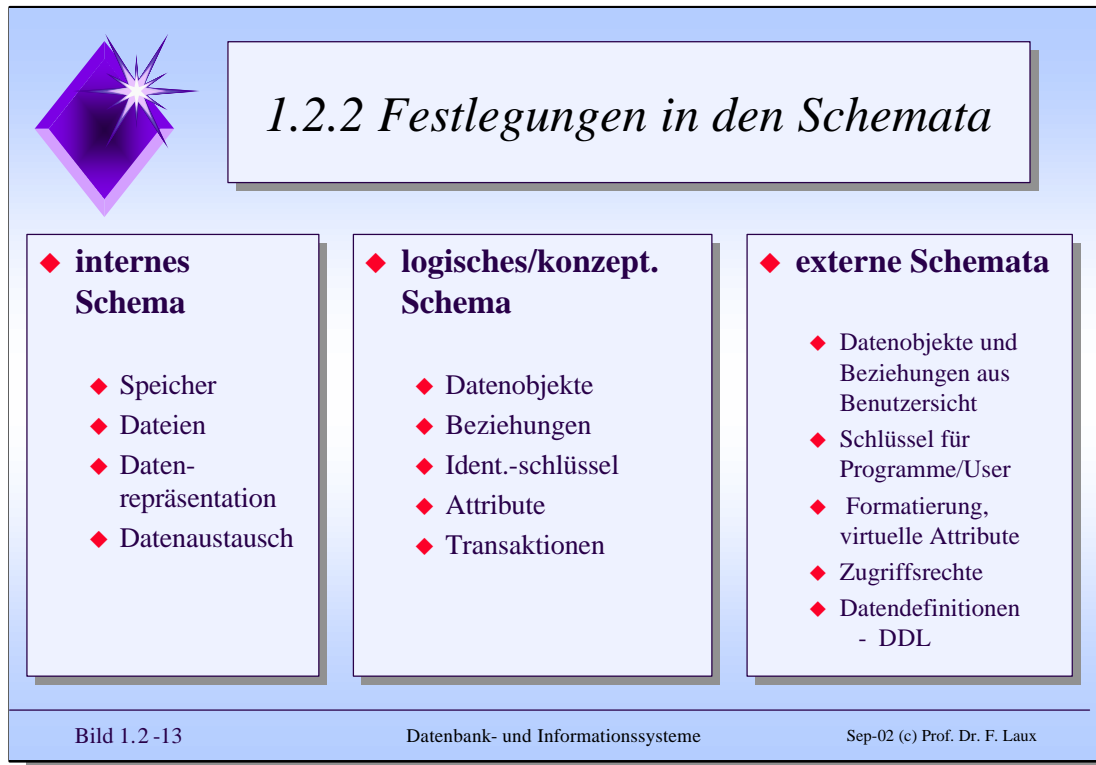 1.2.2 Festlegungen in den Schemata
internes
Schema
Speicher
Dateien
Daten-
repräsentation
Datenaustausch
logisches/konzept.
Schema
Datenobjekte
Beziehungen
Ident.-schlüssel
Attribute
Transaktionen
externe Schemata
Datenobjekte und
Beziehungen aus
Benutzersicht
Schlüssel für
Programme/User
Formatierung,
virtuelle Attribute
Zugriffsrechte
Datendefinitionen
- DDL
Bild 1.2 -13
Datenbank- und Informationssysteme
Sep-02 (c) Prof. Dr. F. Laux